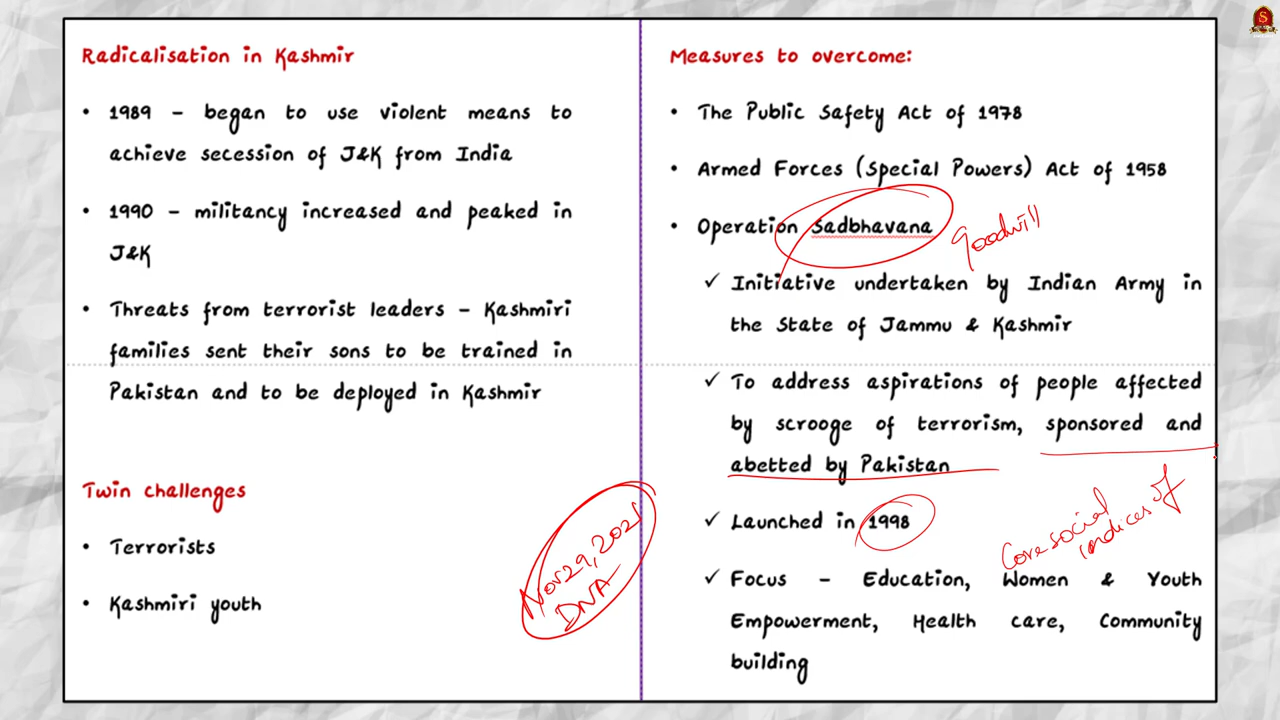 Radicalisation in Kashmir
• 1989 – began to use violent means to
achieve secession of J&K from India
• 1990 – militancy increased and peaked in
J&K
• Threats from terrorist leaders – Kashmiri
families sent their sons to be trained in
Pakistan and to be deployed in Kashmir
Twin challenges
• Terrorists
• Kashmiri youth
Nov 29, 2021
DNA
Measures to overcome:
• The Public Safety Act of 1978
• Armed Forces (Special Powers) Act of 1958
• Operation Sadbhavana
Goodwill
✓ Initiative undertaken by Indian Army in
the State of Jammu & Kashmir
✓ To address aspirations of people affected
by scrooge of terrorism, sponsored and
abetted by Pakistan
✓ Launched in 1998
Core social
indices of
✓ Focus – Education, Women & Youth
Empowerment, Health care, Community
building